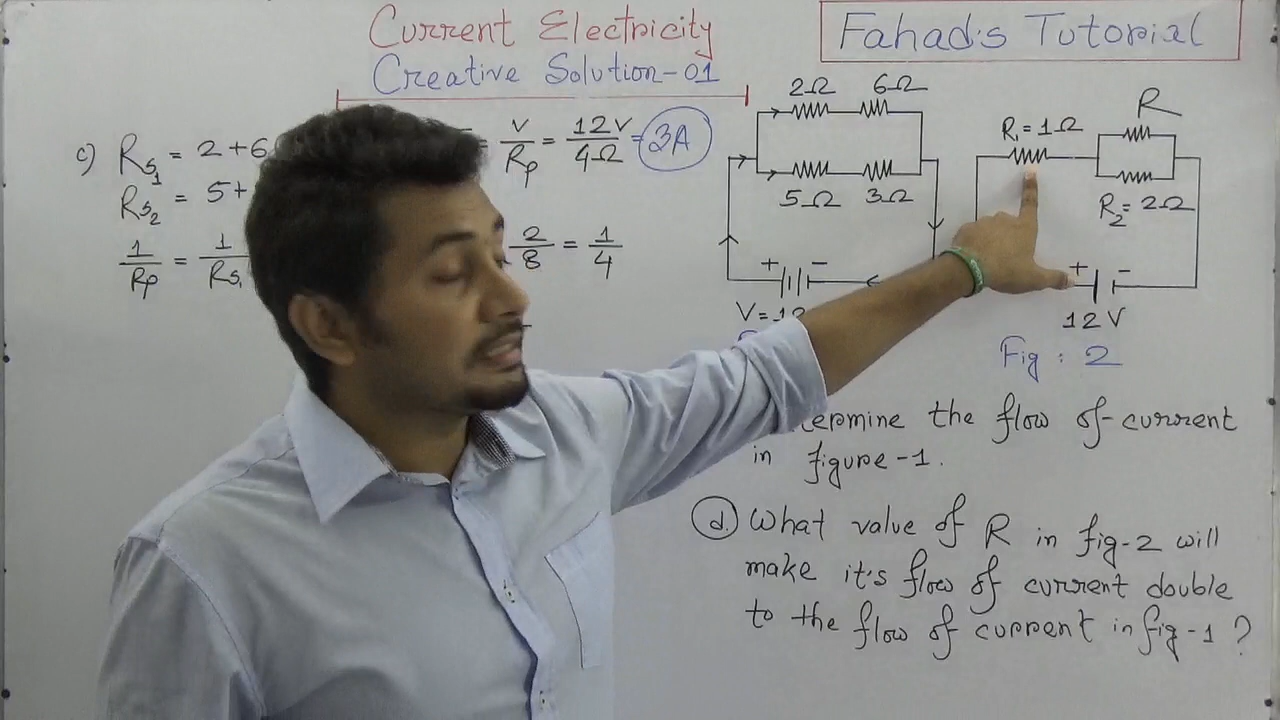 Current Electricity
Creative Solution-01
Fahad's Tutorial
c) RS1 = 2+6
= V/Rp = 12V/4Ω = 3A
RS2 = 5+
1/Rp = 1/RS1
2/8 = 1/4
2Ω 6Ω
5Ω 3Ω
+ -
V=1
R1=1Ω
R
R2=2Ω
+ -
12 V
Fig : 2
ermine the flow of current
in figure-1.
d. What value of R in fig-2 will
make it's flow of current double
to the flow of current in fig-1 ?